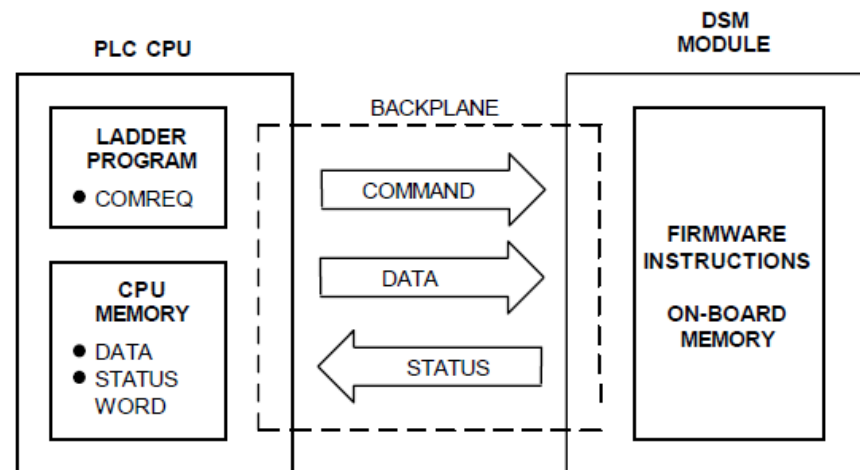 PLC CPU
LADDER
PROGRAM
● COMREQ
CPU
MEMORY
● DATA
● STATUS
WORD
BACKPLANE
COMMAND
DATA
STATUS
DSM
MODULE
FIRMWARE
INSTRUCTIONS
ON-BOARD
MEMORY